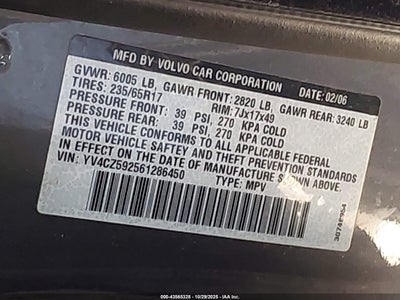 MFD BY VOLVO CAR CORPORATION DATE: 02/06
GVWR: 6005 LB, GAWR FRONT: 2820 LB, GAWR REAR: 3240 LB
TIRES: 235/65R17 RIM: 7Jx17x49
PRESSURE FRONT: 39 PSI, 270 KPA COLD
PRESSURE REAR: 39 PSI, 270 KPA COLD
THIS VEHICLE CONFORMS TO ALL APPLICABLE FEDERAL
MOTOR VEHICLE SAFETY AND THEFT PREVENTION STANDARDS
IN EFFECT ON THE DATE OF MANUFACTURE SHOWN ABOVE.
VIN: YV4CZ592561286450 TYPE: MPV
000-43565328 - 10/29/2025 - IAAI.COM